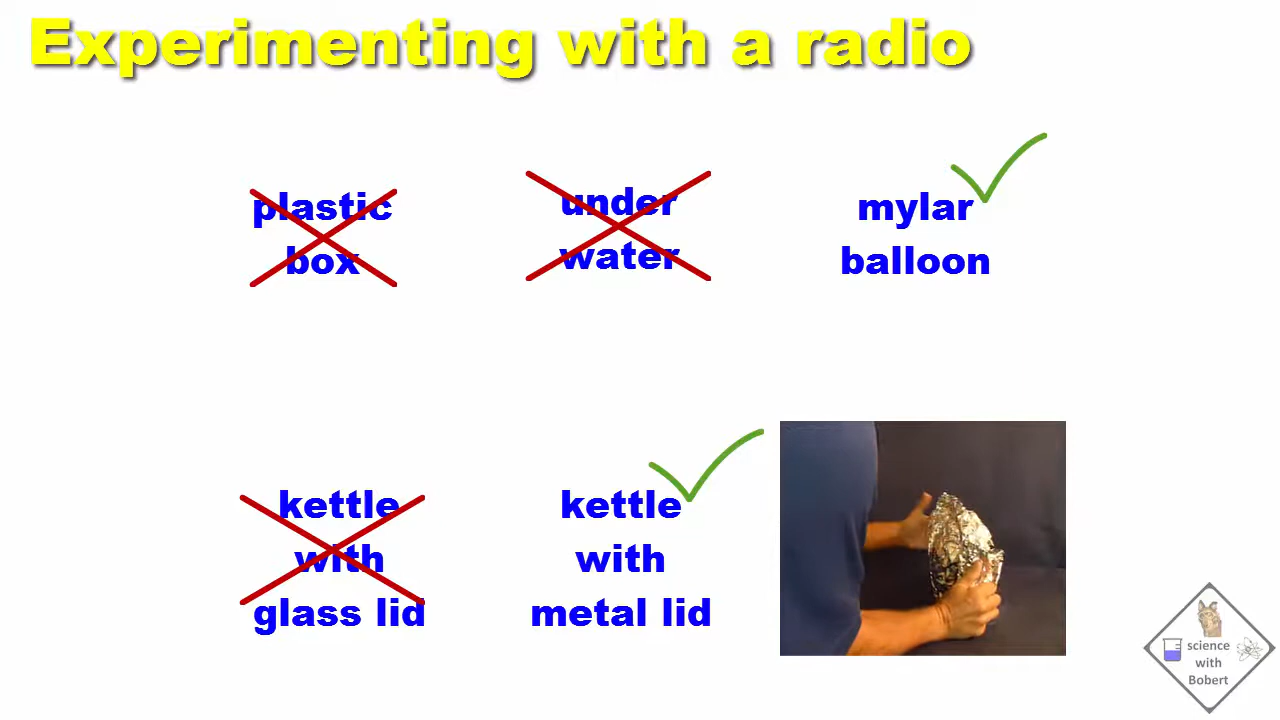 Experimenting with a radio
plastic
box
under
water
mylar
balloon
kettle
with
glass lid
kettle
with
metal lid
science
with
Bobert